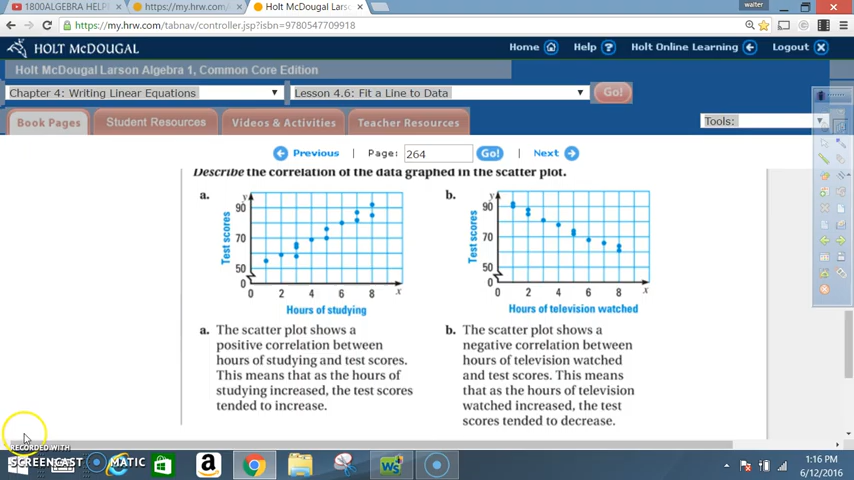 1800ALGEBRA HELP
https://my.hrw.com/tabnav
Holt McDougal Lars
walter
https://my.hrw.com/tabnav/controller.jsp?isbn=9780547709918
HOLT MCDOUGAL
Home
Help
Holt Online Learning
Logout
Holt McDougal Larson Algebra 1, Common Core Edition
Chapter 4: Writing Linear Equations
Lesson 4.6: Fit a Line to Data
Go!
Book Pages
Student Resources
Videos & Activities
Teacher Resources
Tools:
Previous | Page: 264 Go! Next
Describe the correlation of the data graphed in the scatter plot.
a.
y
90
70
50
0
Test scores
0 2 4 6 8 x
Hours of studying
b.
y
90
70
50
0
Test scores
0 2 4 6 8 x
Hours of television watched
a. The scatter plot shows a
positive correlation between
hours of studying and test scores.
This means that as the hours of
studying increased, the test scores
tended to increase.
b. The scatter plot shows a
negative correlation between
hours of television watched
and test scores. This means
that as the hours of television
watched increased, the test
scores tended to decrease.
RECORDED WITH
SCREENCAST MATIC
1:16 PM
6/12/2016